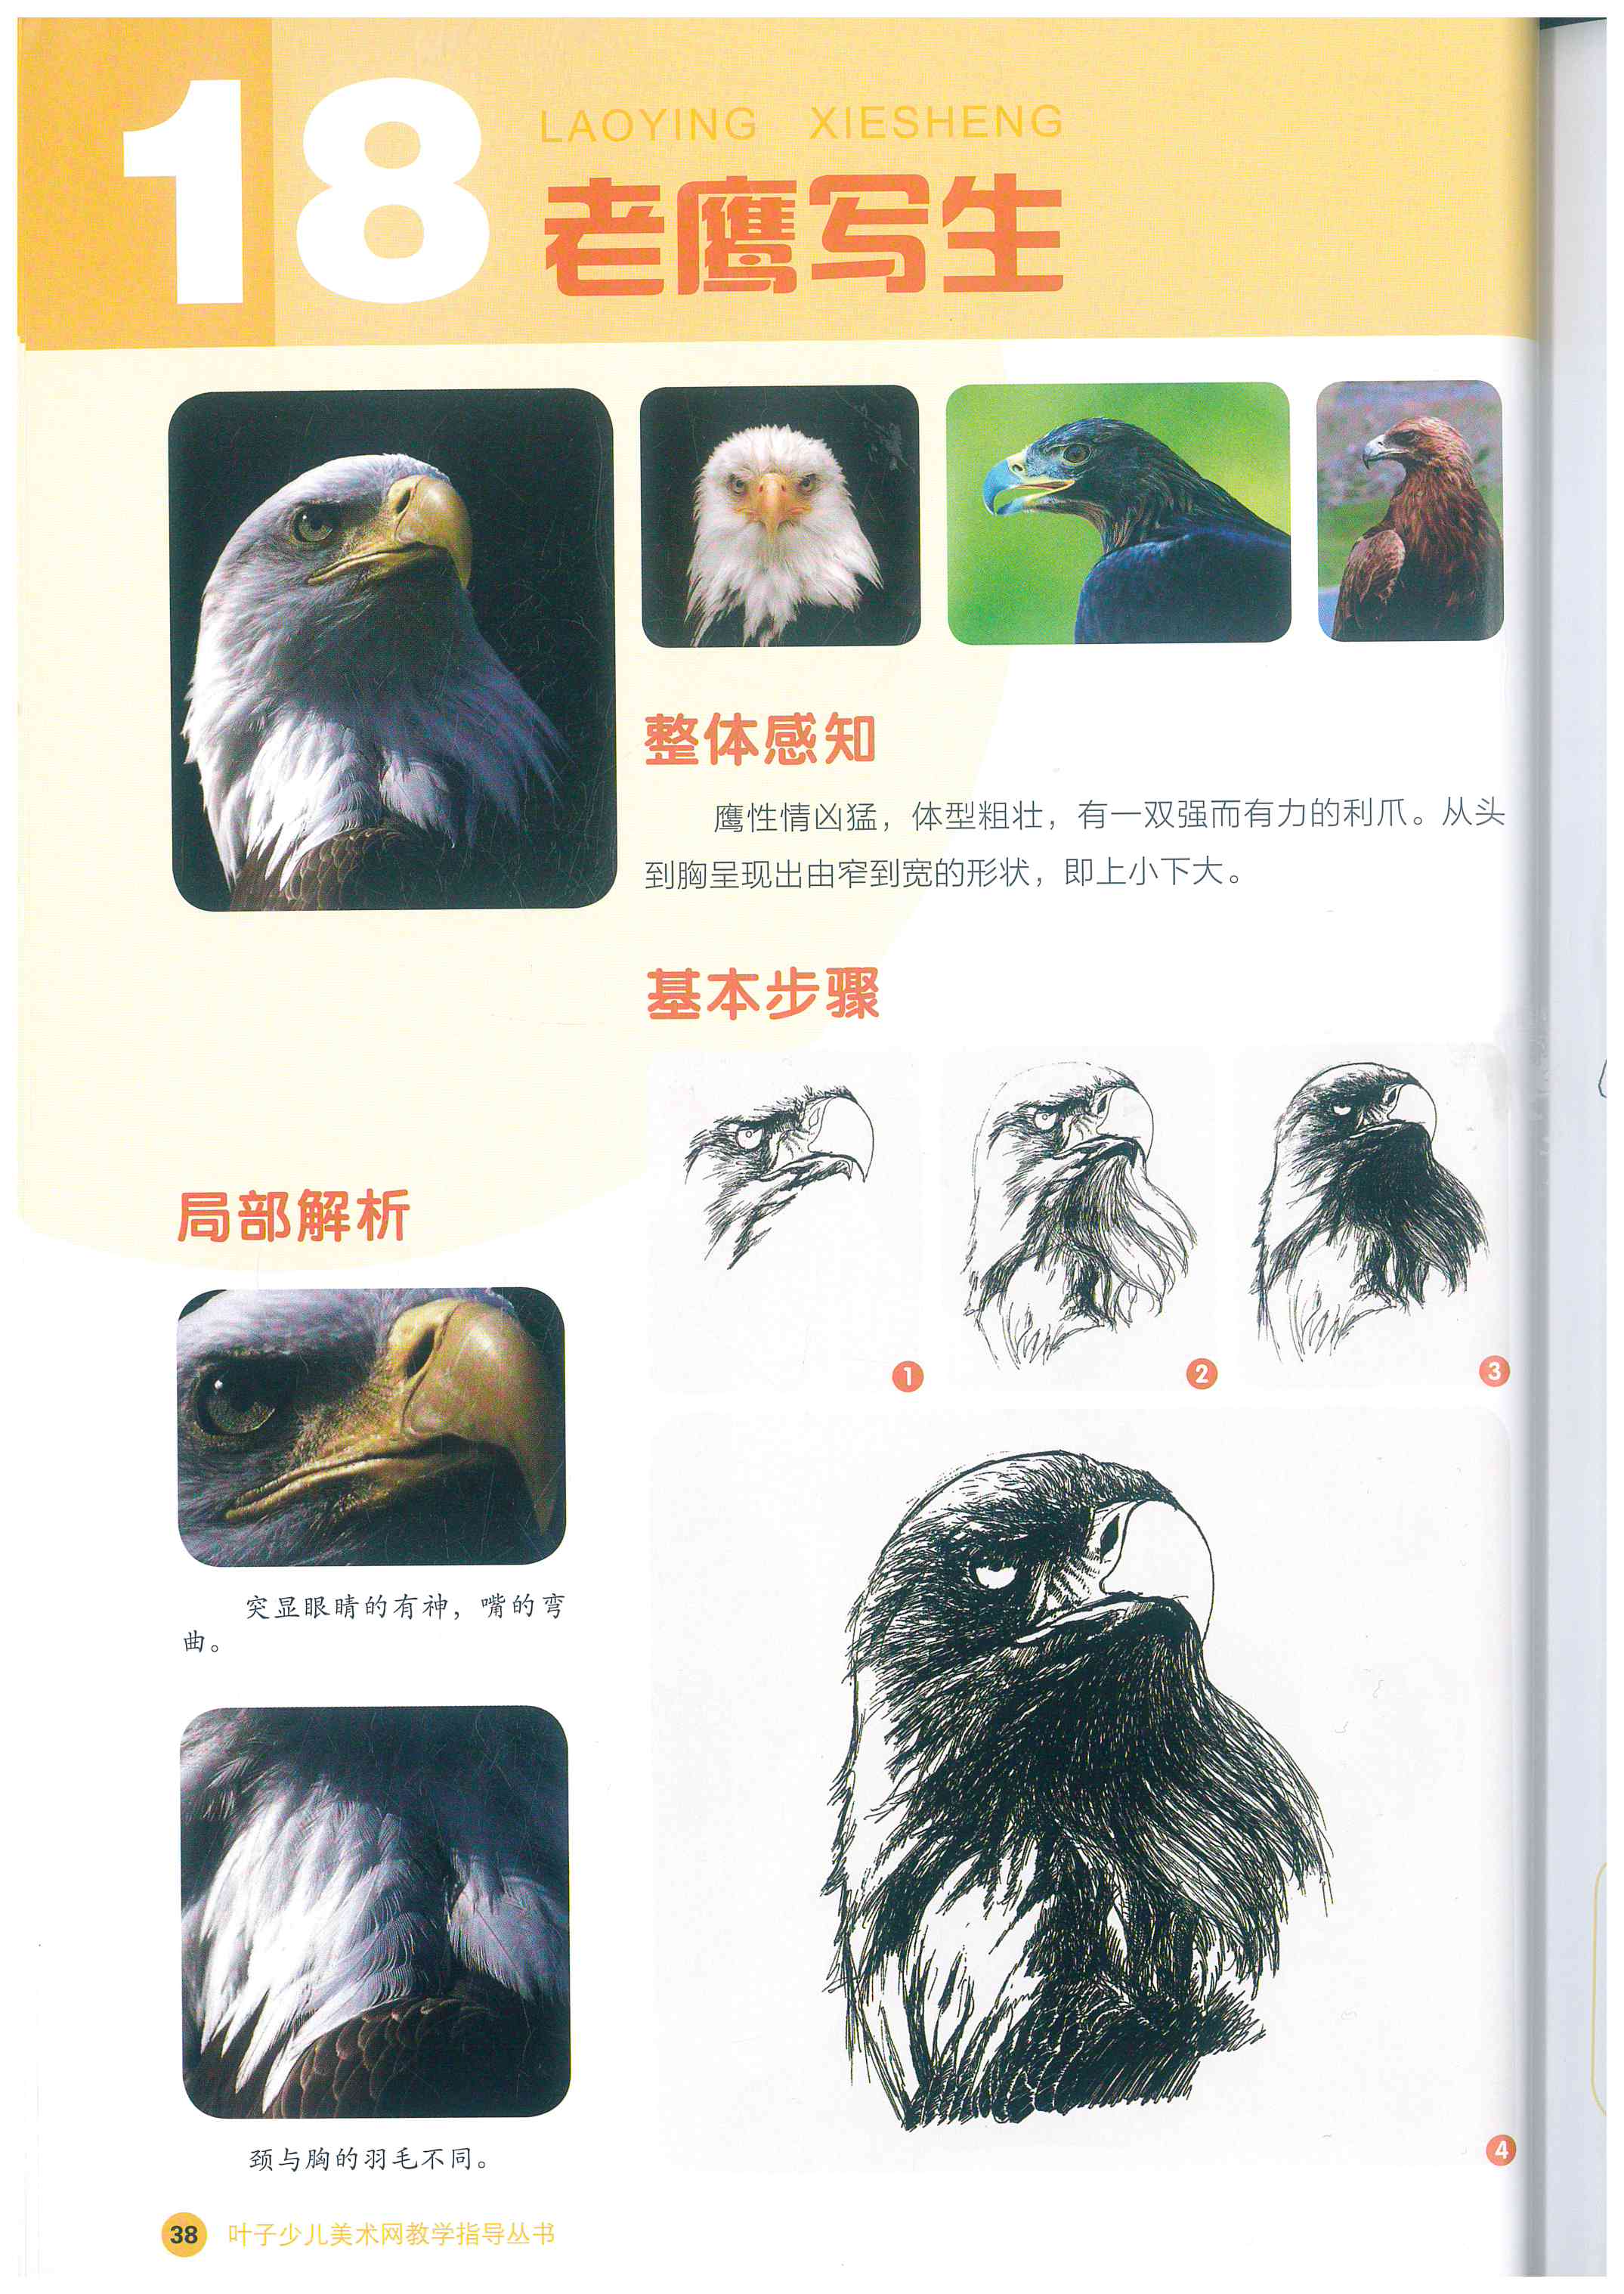 18
LAOYING XIESHENG
老鹰写生
整体感知
鹰性情凶猛，体型粗壮，有一双强而有力的利爪。从头
到胸呈现出由窄到宽的形状，即上小下大。
基本步骤
1
2
3
4
局部解析
突显眼睛的有神，嘴的弯
曲。
颈与胸的羽毛不同。
38 叶子少儿美术网教学指导丛书